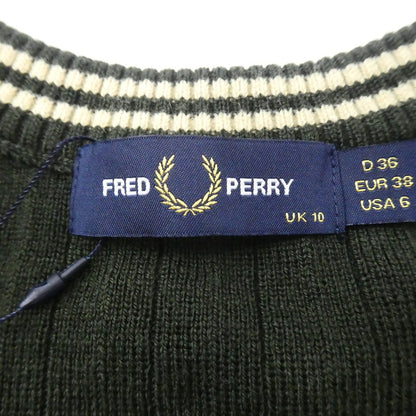 FRED PERRY
UK 10
D 36
EUR 38
USA 6